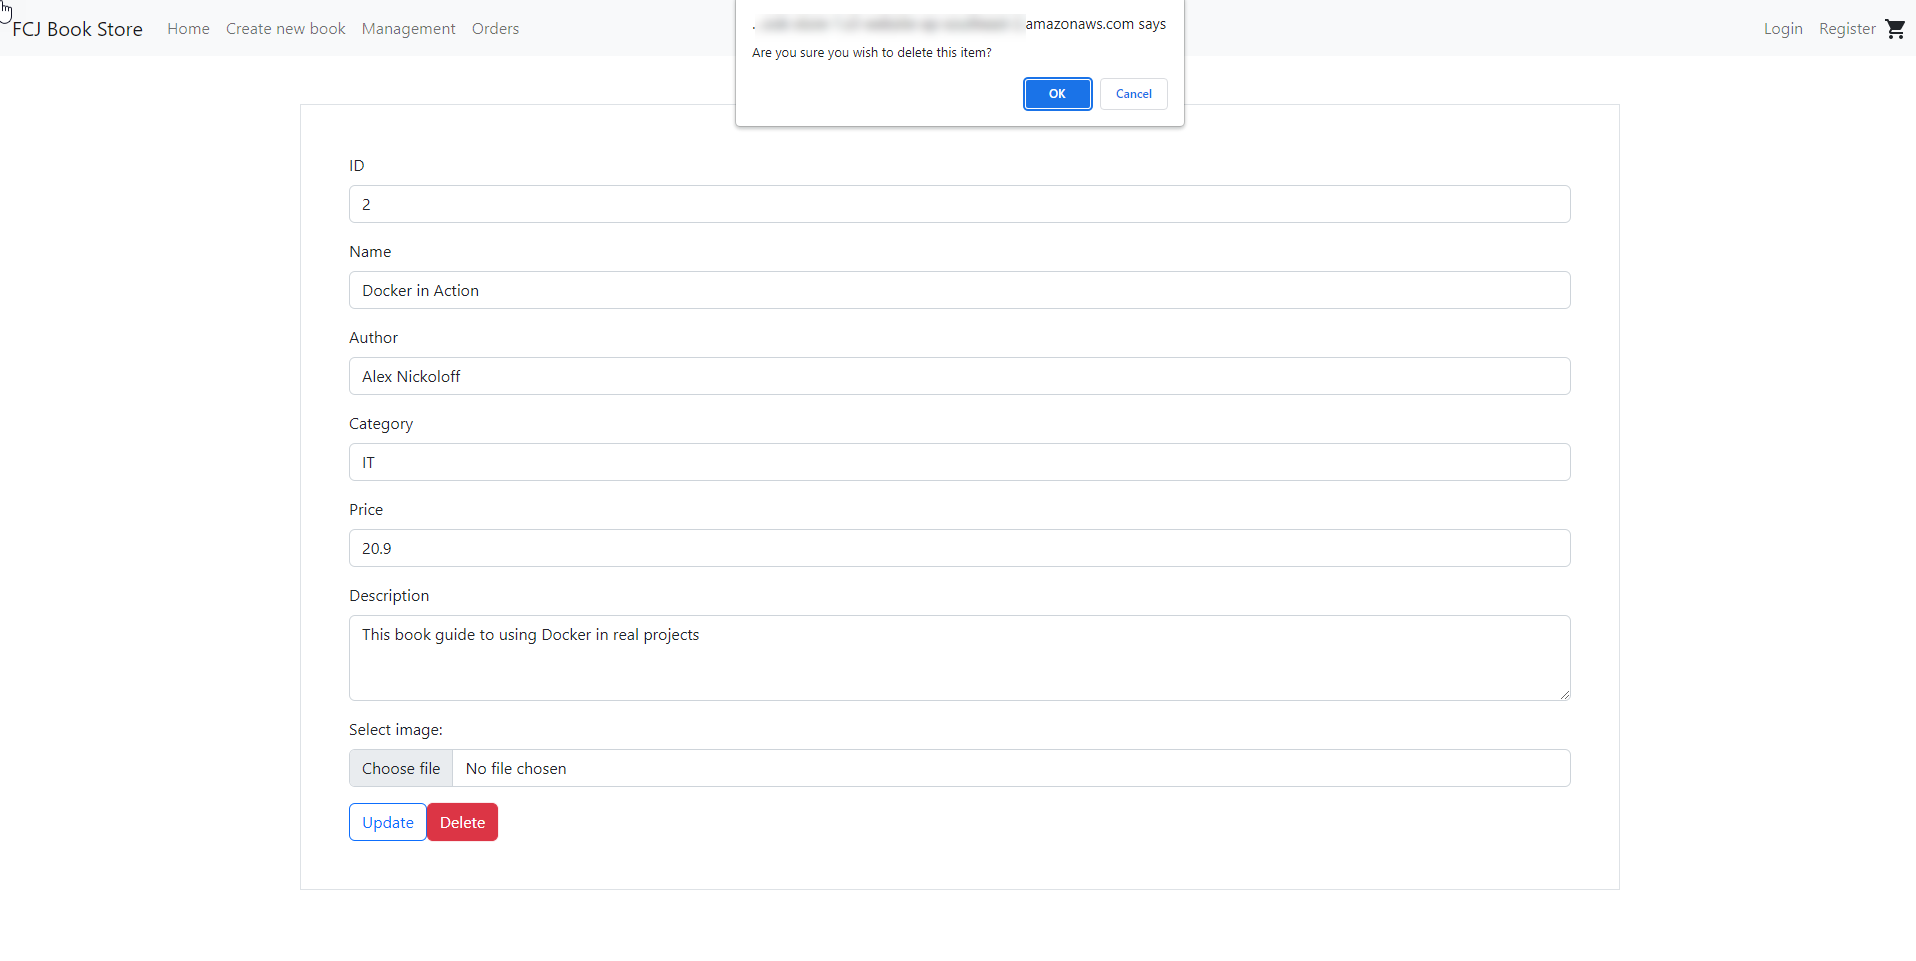 FCJ Book Store Home Create new book Management Orders Login Register
amazonaws.com says
Are you sure you wish to delete this item?
OK Cancel
ID
2
Name
Docker in Action
Author
Alex Nickoloff
Category
IT
Price
20.9
Description
This book guide to using Docker in real projects
Select image:
Choose file No file chosen
Update Delete